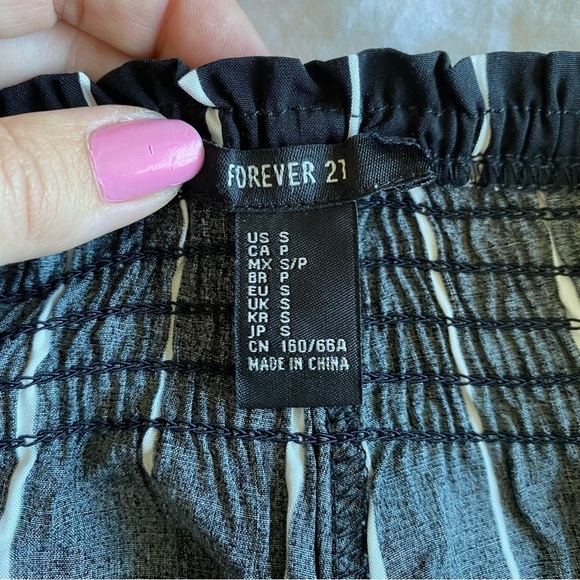 FOREVER 21
US S
CA P
MX S/P
BR P
EU S
UK S
KR S
JP S
CN 160/66A
MADE IN CHINA